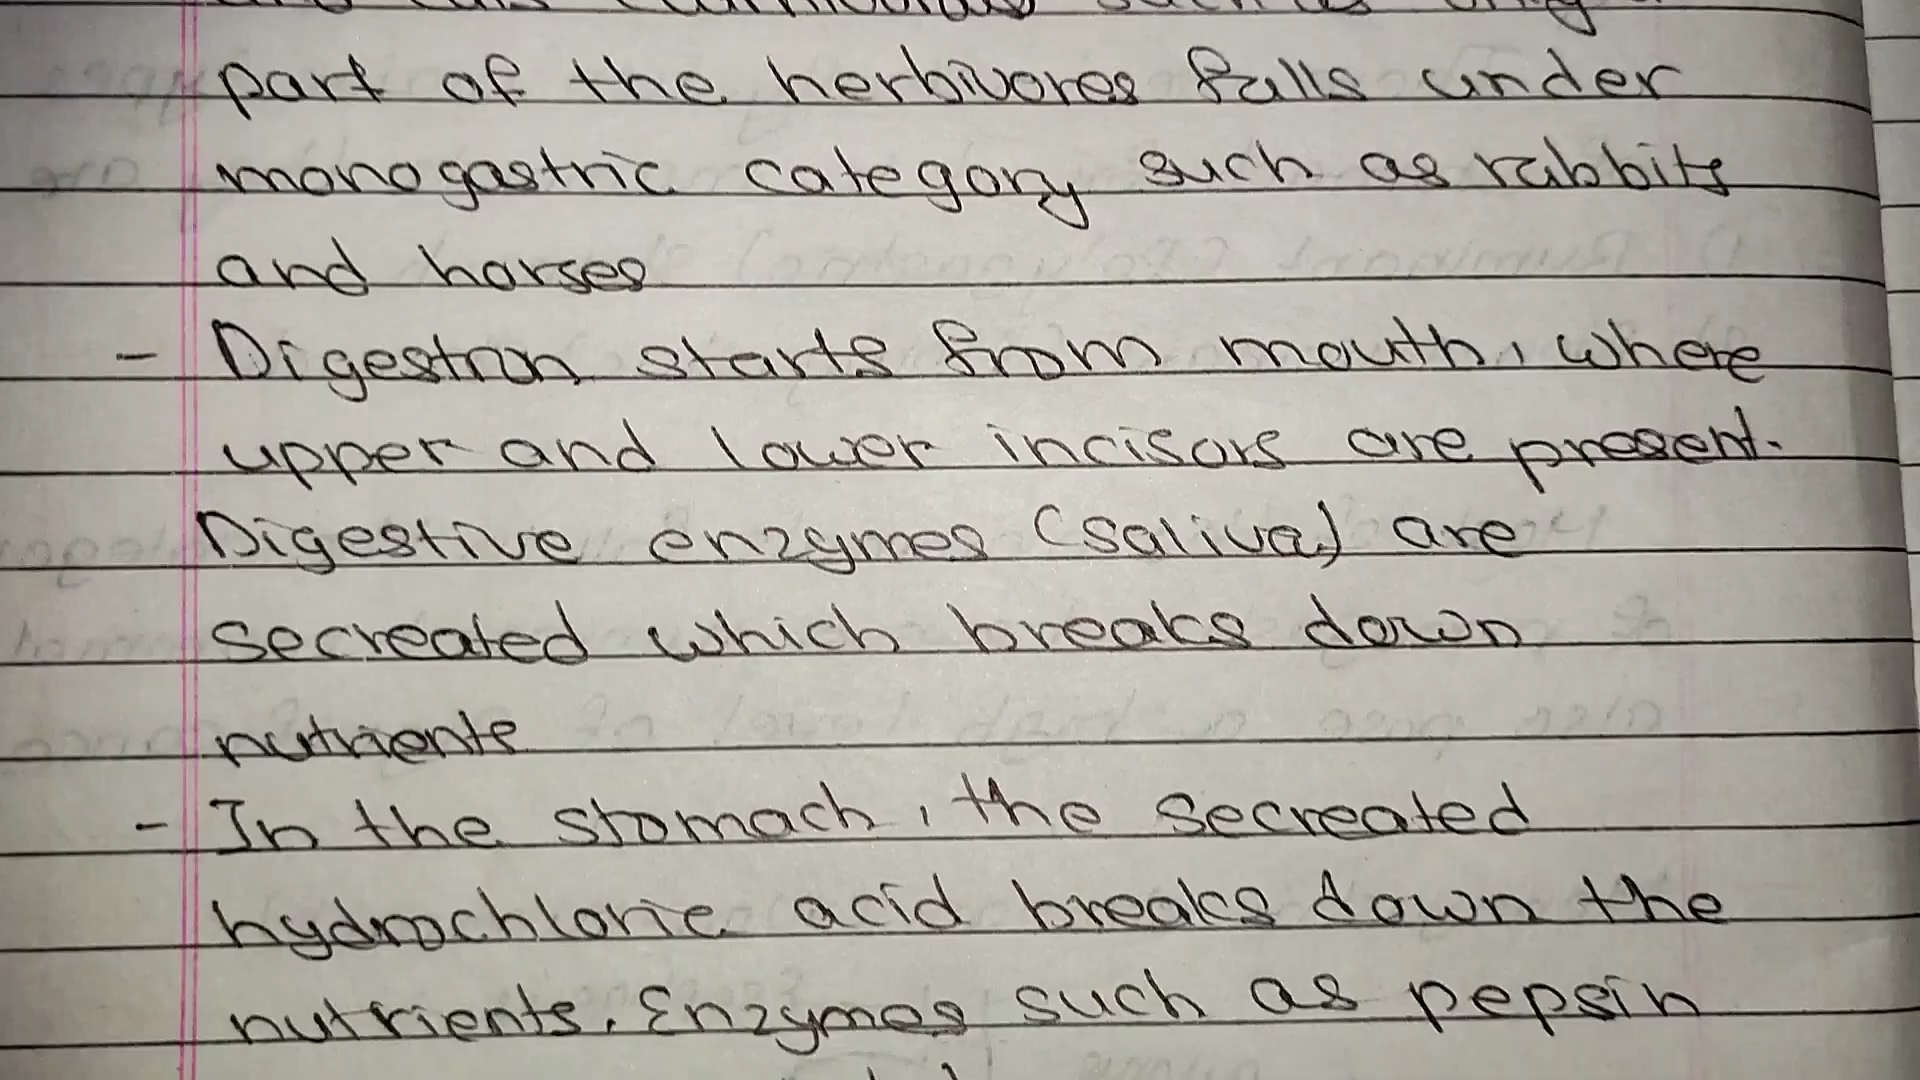 part of the herbivores falls under
monogastric category such as rabbits
and horses
- Digestion starts from mouth, where
upper and lower incisors are present.
Digestive enzymes (saliva) are
secreated which breaks down
nutrients
- In the stomach, the secreated
hydrochloric acid breaks down the
nutrients. Enzymes such as pepsin